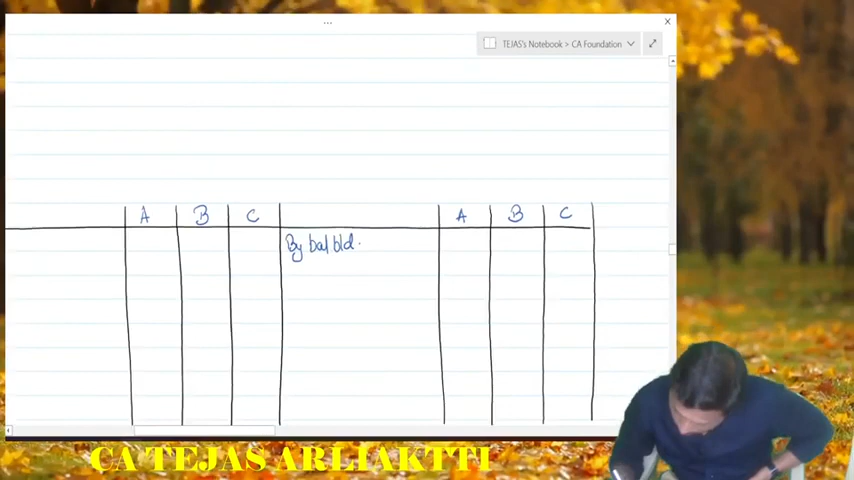 ...
TEJAS's Notebook > CA Foundation
A B C A B C
By bal b/d.
CA TEJAS ARLIAKTTI